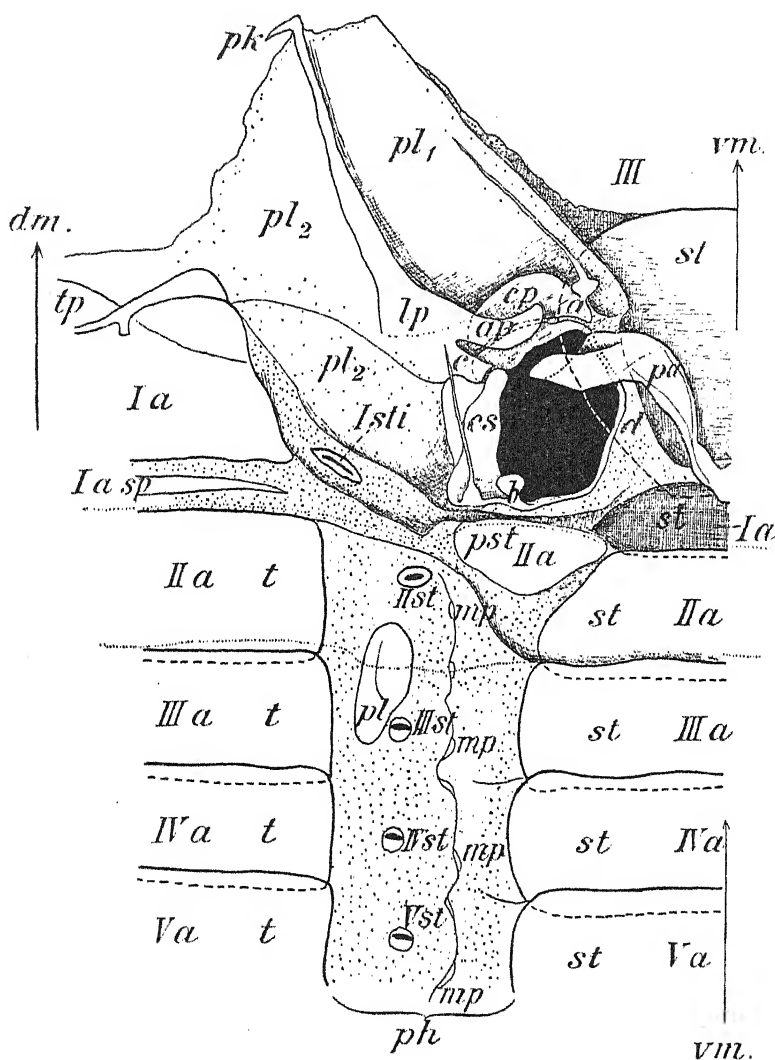 pk
pl₁
III
vm.
dm.
pl₂
st
tp
lp
cp
a
ap
c
pa
pl₂
Ia
Isti
cs
d
Ia sp
b
st
Ia
pst
IIa
IIa t
IIst
mp
st IIa
IIIa t
pl
IIIst
mp
st IIIa
IVa t
IVst
mp
st IVa
Va t
Vst
st Va
mp
ph
vm.